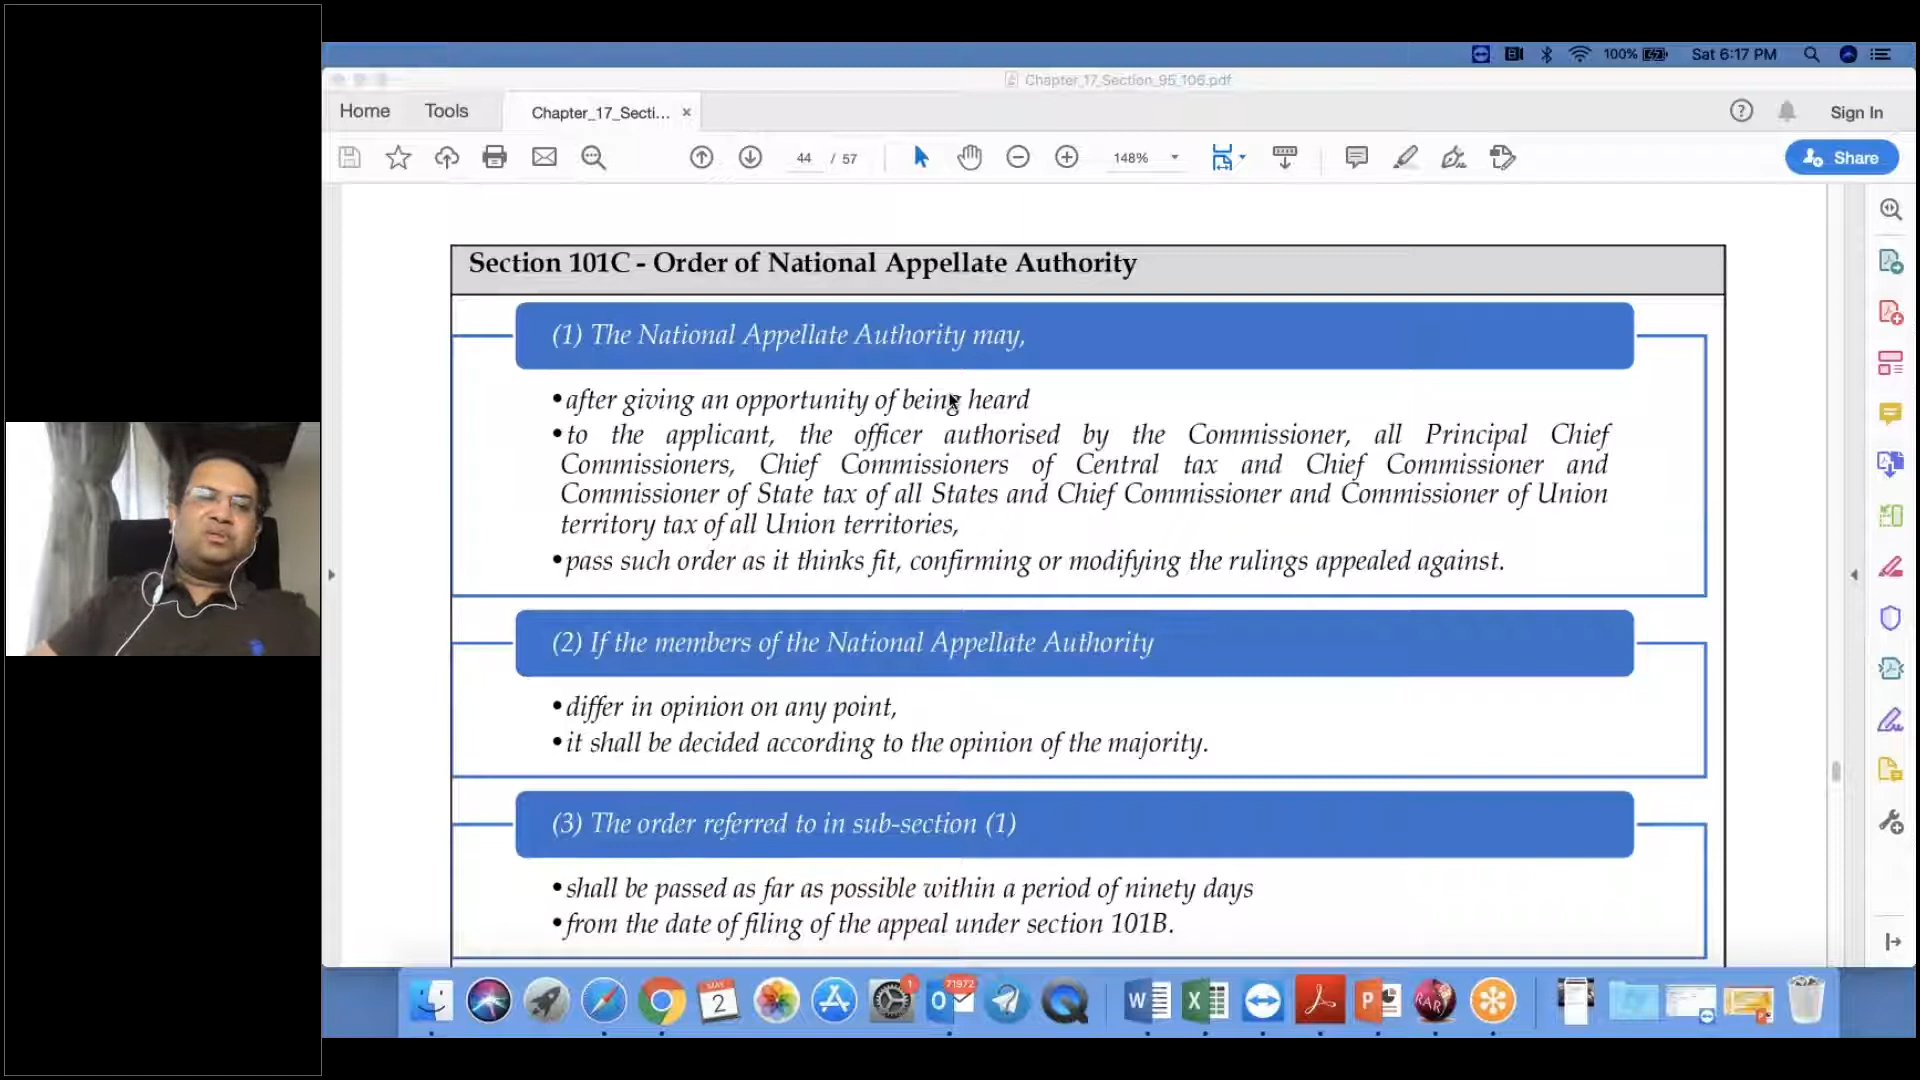 100%
Sat 6:17 PM
Chapter_17_Section_95_106.pdf
Home
Tools
Chapter_17_Secti...
Sign In
44 / 57
148%
Share
Section 101C - Order of National Appellate Authority
(1) The National Appellate Authority may,
•after giving an opportunity of being heard
•to the applicant, the officer authorised by the Commissioner, all Principal Chief
Commissioners, Chief Commissioners of Central tax and Chief Commissioner and
Commissioner of State tax of all States and Chief Commissioner and Commissioner of Union
territory tax of all Union territories,
•pass such order as it thinks fit, confirming or modifying the rulings appealed against.
(2) If the members of the National Appellate Authority
•differ in opinion on any point,
•it shall be decided according to the opinion of the majority.
(3) The order referred to in sub-section (1)
•shall be passed as far as possible within a period of ninety days
•from the date of filing of the appeal under section 101B.
MAY
2
1
71972
RAR